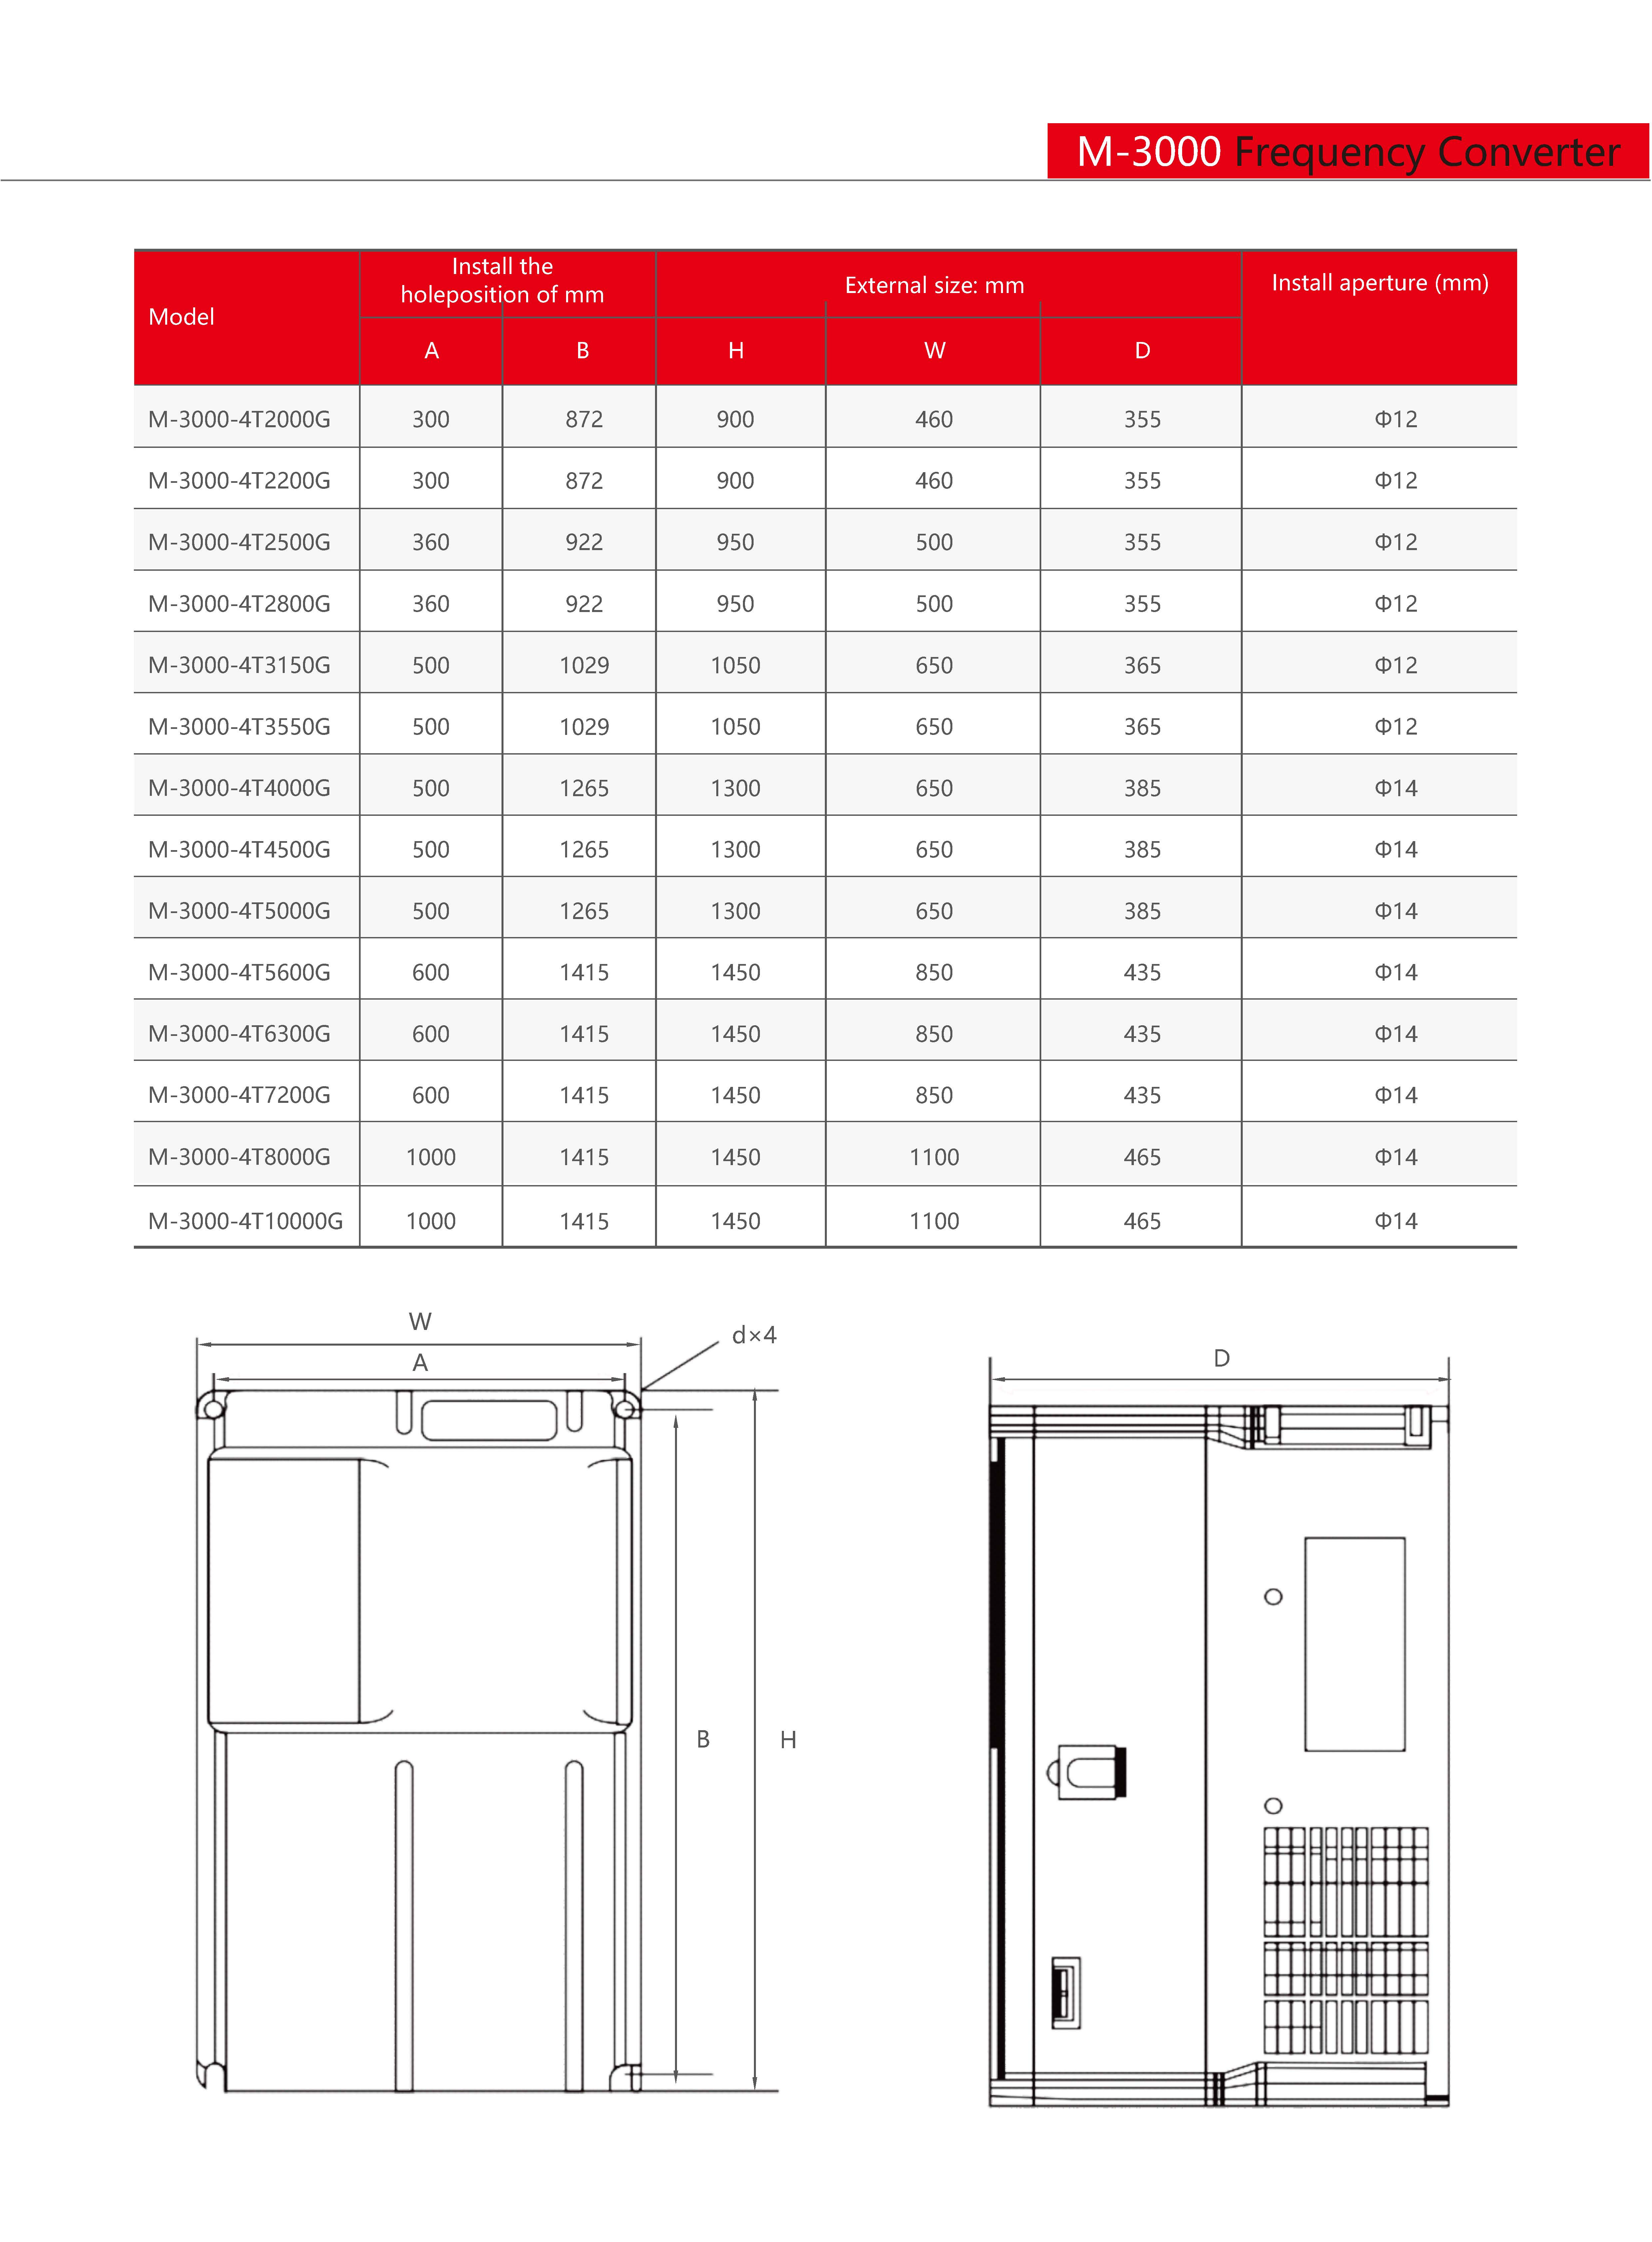 M-3000 Frequency Converter
Model
Install the
holeposition of mm
External size: mm
Install aperture (mm)
A B H W D
M-3000-4T2000G 300 872 900 460 355 Φ12
M-3000-4T2200G 300 872 900 460 355 Φ12
M-3000-4T2500G 360 922 950 500 355 Φ12
M-3000-4T2800G 360 922 950 500 355 Φ12
M-3000-4T3150G 500 1029 1050 650 365 Φ12
M-3000-4T3550G 500 1029 1050 650 365 Φ12
M-3000-4T4000G 500 1265 1300 650 385 Φ14
M-3000-4T4500G 500 1265 1300 650 385 Φ14
M-3000-4T5000G 500 1265 1300 650 385 Φ14
M-3000-4T5600G 600 1415 1450 850 435 Φ14
M-3000-4T6300G 600 1415 1450 850 435 Φ14
M-3000-4T7200G 600 1415 1450 850 435 Φ14
M-3000-4T8000G 1000 1415 1450 1100 465 Φ14
M-3000-4T10000G 1000 1415 1450 1100 465 Φ14
W
d×4
A
D
B
H